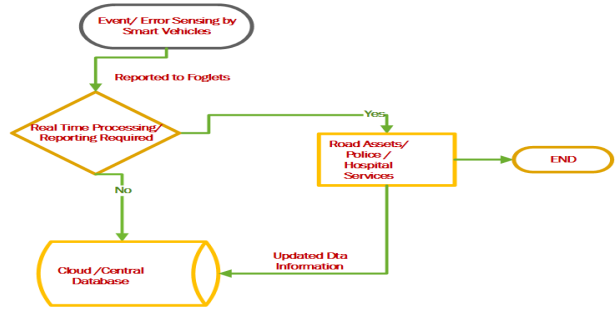 Event/ Error Sensing by
Smart Vehicles
Reported to Foglets
Real Time Processing/
Reporting Required
Yes
Road Assets/
Police /
Hospital
Services
END
No
Updated Dta
Information
Cloud /Central
Database